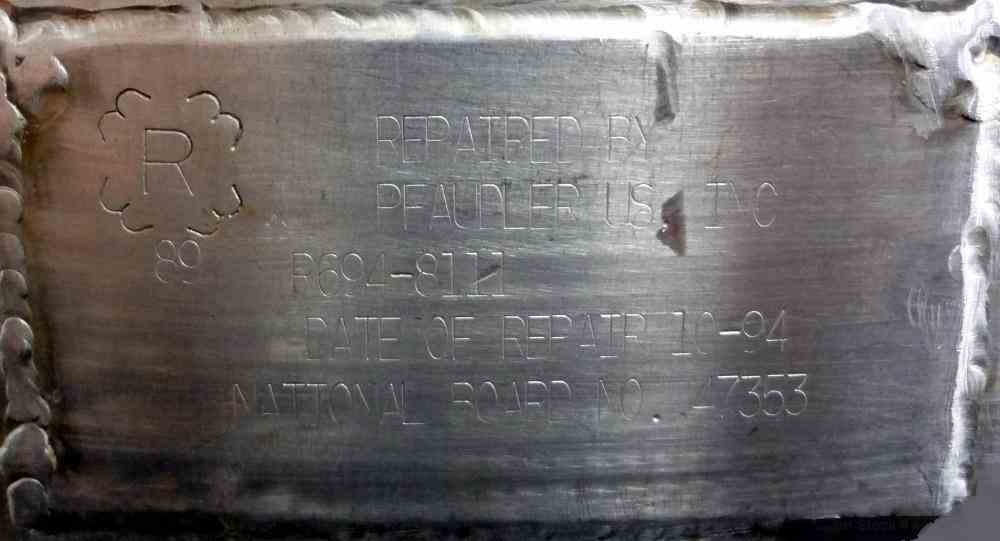 R
REPAIRED BY
PFAUDLER US, INC
89
R694-8111
DATE OF REPAIR 10-94
NATIONAL BOARD NO. 47353